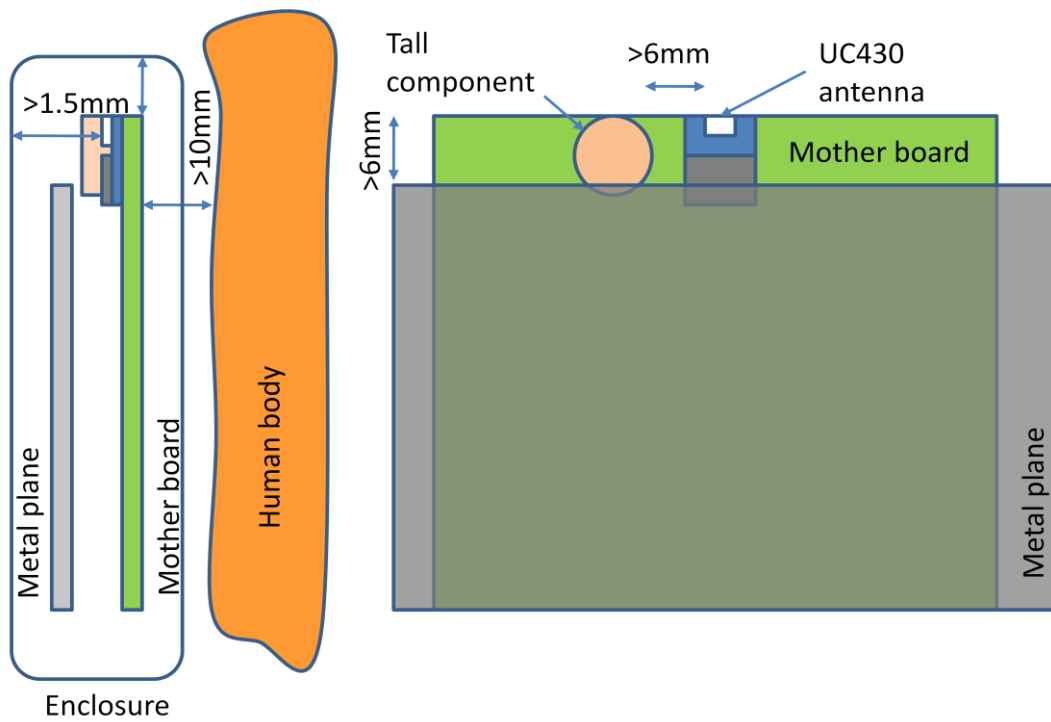 >1.5mm
Metal plane
Mother board
Enclosure
>10mm
Human body
Tall
component
>6mm
UC430
antenna
>6mm
Mother board
Metal plane